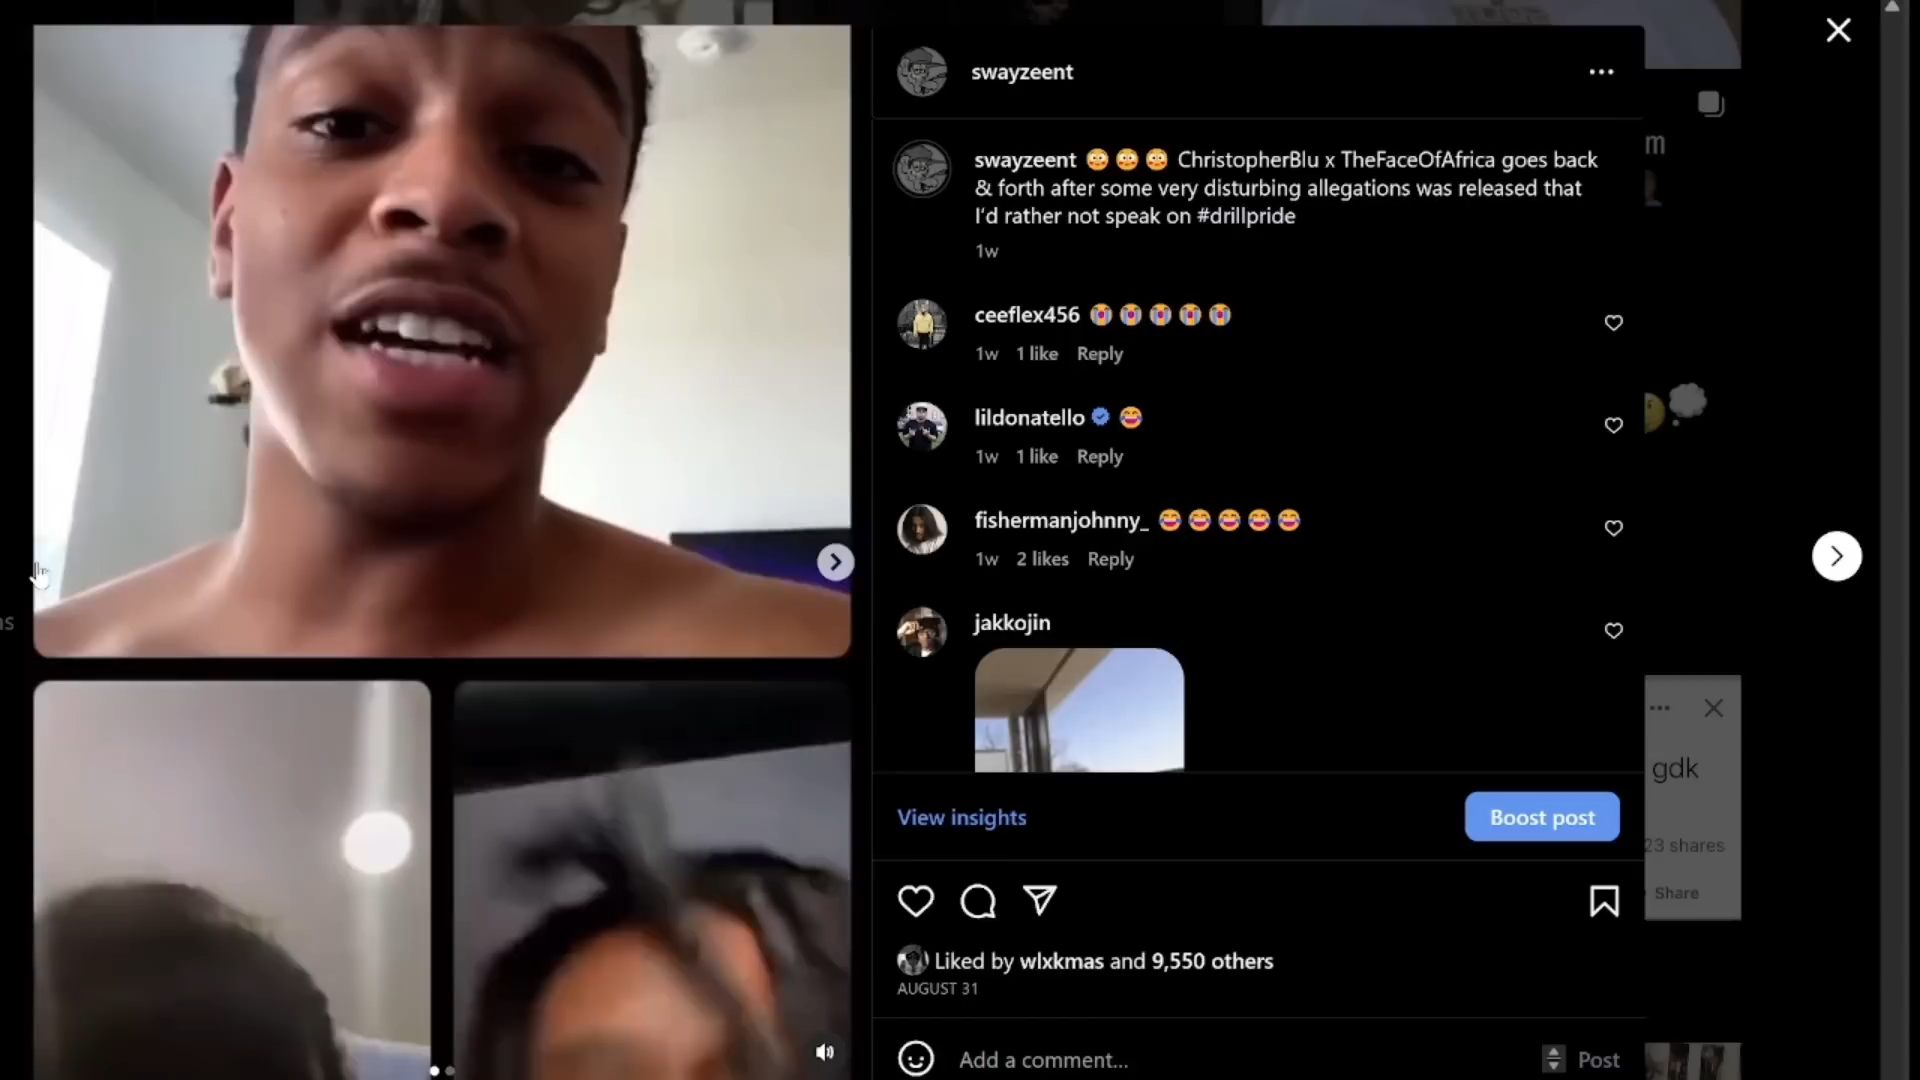 swayzeent
swayzeent 😳 😳 😳 ChristopherBlu x TheFaceOfAfrica goes back
& forth after some very disturbing allegations was released that
I'd rather not speak on #drillpride
1w
ceeflex456 😭 😭 😭 😭 😭
1w 1 like Reply
lildonatello 😂
1w 1 like Reply
fishermanjohnny_ 😂 😂 😂 😂 😂
1w 2 likes Reply
jakkojin
View insights
Boost post
Liked by wlxkmas and 9,550 others
AUGUST 31
Add a comment...
Post
m
ns
gdk
23 shares
Share